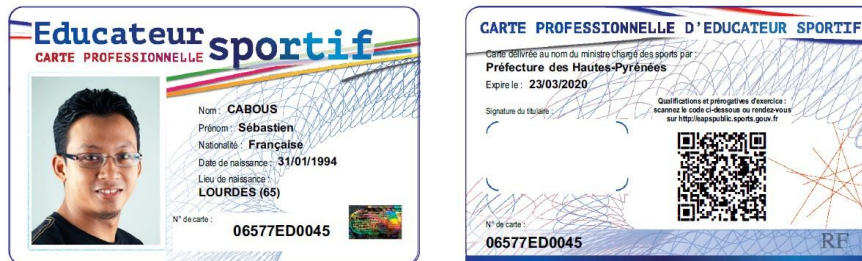 Educateur sportif
CARTE PROFESSIONNELLE
Nom : CABOUS
Prénom : Sébastien
Nationalité : Française
Date de naissance : 31/01/1994
Lieu de naissance :
LOURDES (65)
N° de carte :
06577ED0045
CARTE PROFESSIONNELLE D'EDUCATEUR SPORTIF
Carte délivrée au nom du ministre chargé des sports par :
Préfecture des Hautes-Pyrénées
Expire le : 23/03/2020
Signature du titulaire :
Qualifications et prérogatives d'exercice :
scannez le code ci-dessous ou rendez-vous
sur http://eapspublic.sports.gouv.fr
N° de carte :
06577ED0045
RF